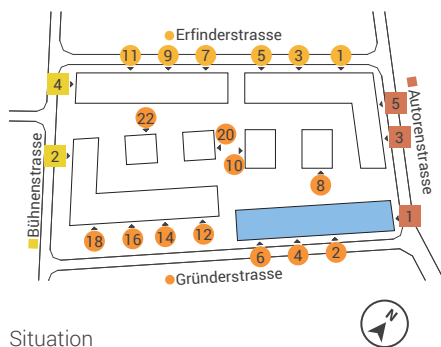 Erfinderstrasse
11 9 7 5 3 1
4
5
Autorenstrasse
3
22
20
10
2
8
Bühnenstrasse
1
18 16 14 12
6 4 2
Gründerstrasse
N
Situation